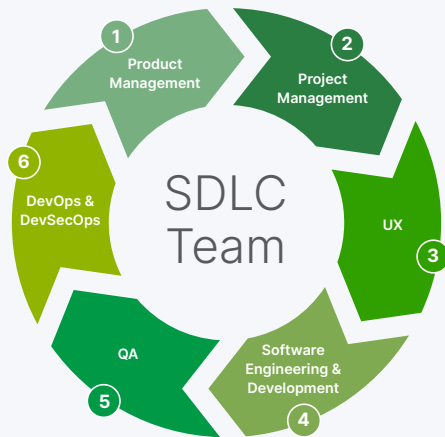 1
Product
Management
2
Project
Management
UX
3
Software
Engineering &
Development
4
QA
5
6
DevOps &
DevSecOps
SDLC
Team